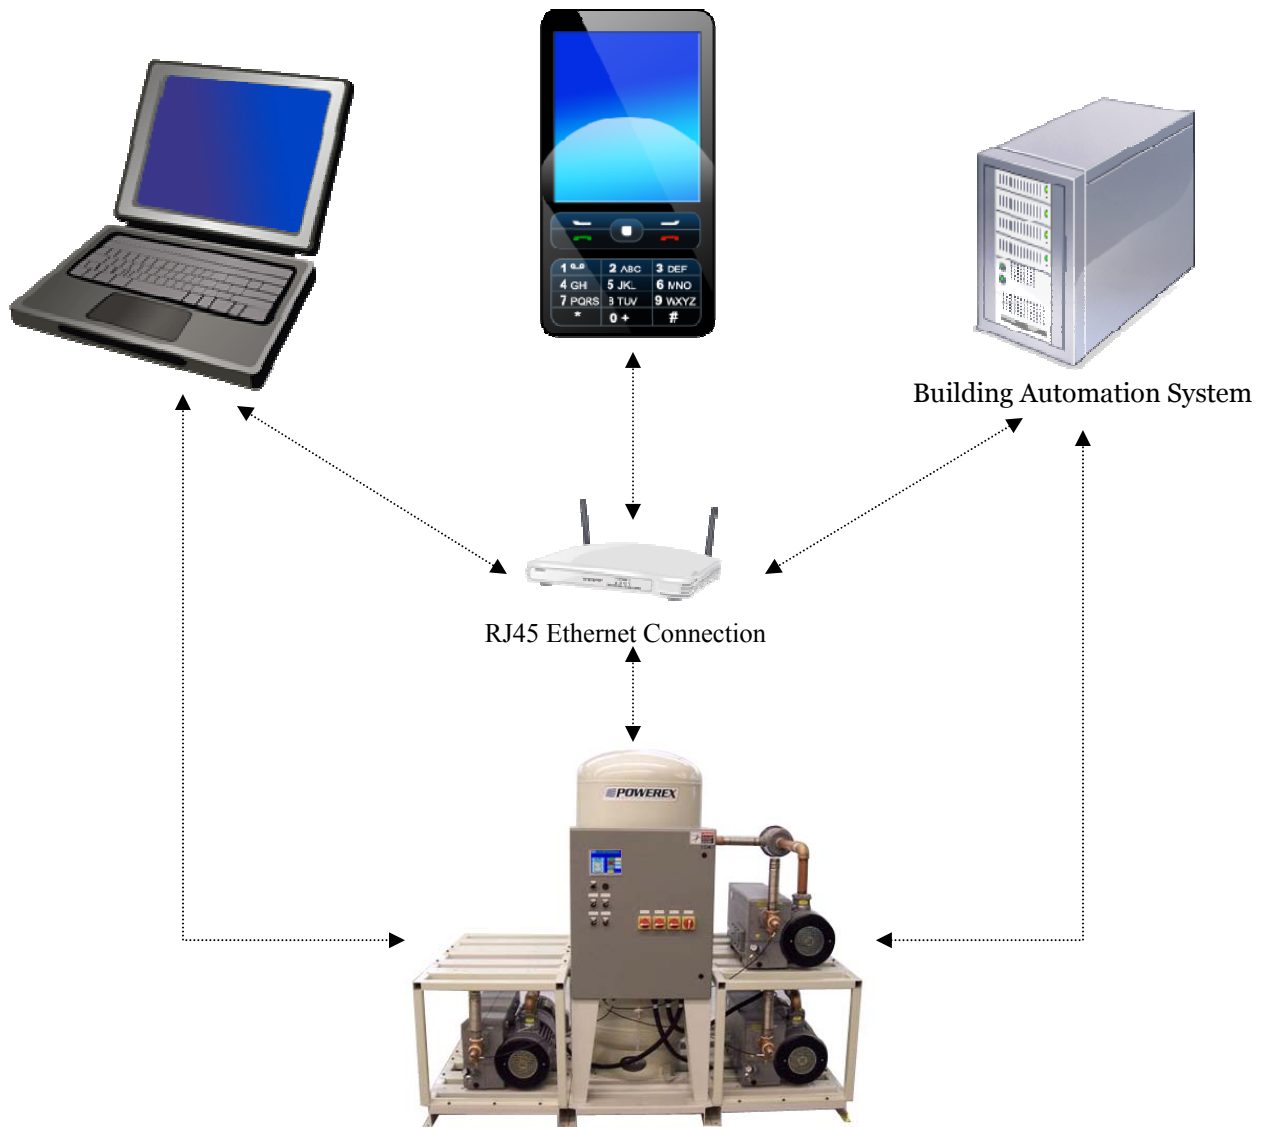 1
2 ABC
3 DEF
4 GHI
5 JKL
6 MNO
7 PQRS
8 TUV
9 WXYZ
*
0 +
#
Building Automation System
RJ45 Ethernet Connection
POWEREX